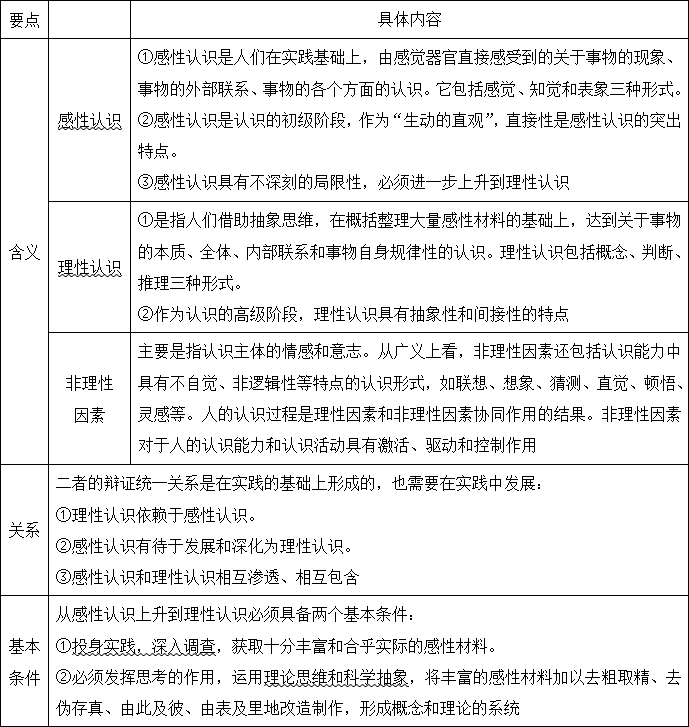 要点 具体内容
含义
感性认识
①感性认识是人们在实践基础上，由感觉器官直接感受到的关于事物的现象、
事物的外部联系、事物的各个方面的认识。它包括感觉、知觉和表象三种形式。
②感性认识是认识的初级阶段，作为“生动的直观”，直接性是感性认识的突出
特点。
③感性认识具有不深刻的局限性，必须进一步上升到理性认识
理性认识
①是指人们借助抽象思维，在概括整理大量感性材料的基础上，达到关于事物
的本质、全体、内部联系和事物自身规律性的认识。理性认识包括概念、判断、
推理三种形式。
②作为认识的高级阶段，理性认识具有抽象性和间接性的特点
非理性
因素
主要是指认识主体的情感和意志。从广义上看，非理性因素还包括认识能力中
具有不自觉、非逻辑性等特点的认识形式，如联想、想象、猜测、直觉、顿悟、
灵感等。人的认识过程是理性因素和非理性因素协同作用的结果。非理性因素
对于人的认识能力和认识活动具有激活、驱动和控制作用
关系
二者的辩证统一关系是在实践的基础上形成的，也需要在实践中发展：
①理性认识依赖于感性认识。
②感性认识有待于发展和深化为理性认识。
③感性认识和理性认识相互渗透、相互包含
基本
条件
从感性认识上升到理性认识必须具备两个基本条件：
①投身实践，深入调查，获取十分丰富和合乎实际的感性材料。
②必须发挥思考的作用，运用理论思维和科学抽象，将丰富的感性材料加以去粗取精、去
伪存真、由此及彼、由表及里地改造制作，形成概念和理论的系统